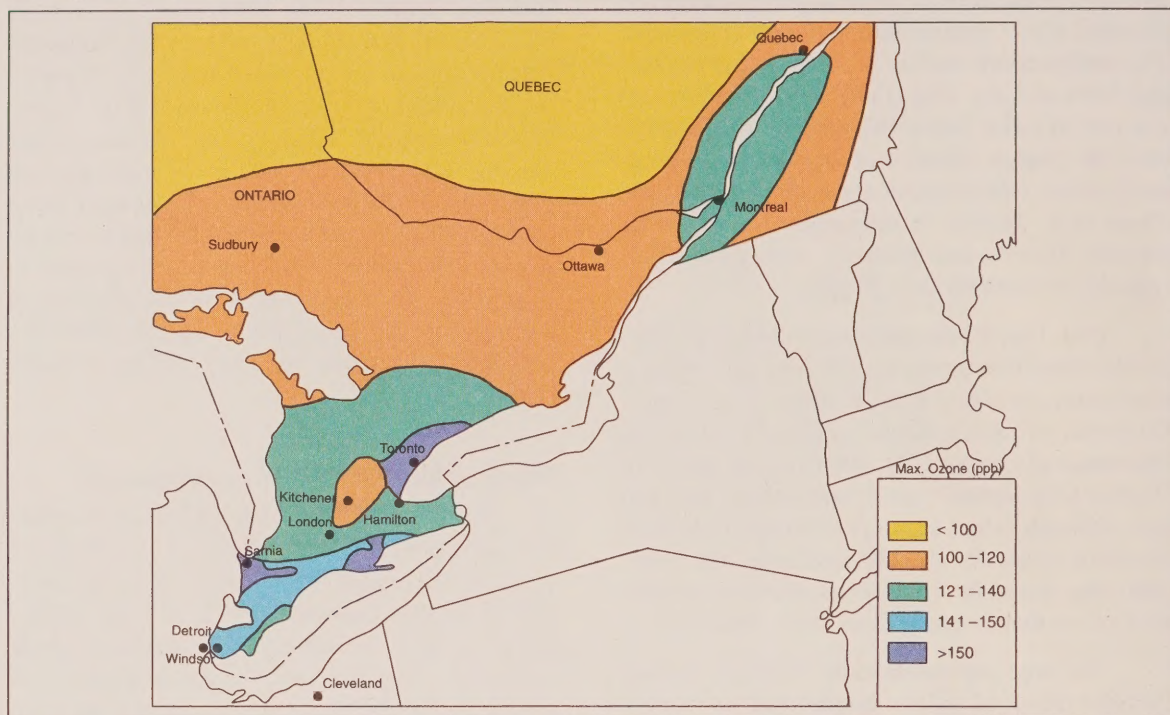 Quebec
QUEBEC
ONTARIO
Montreal
Sudbury
Ottawa
Toronto
Kitchener
London
Hamilton
Sarnia
Detroit
Windsor
Cleveland
Max. Ozone (ppb)
< 100
100 –120
121 –140
141 –150
>150